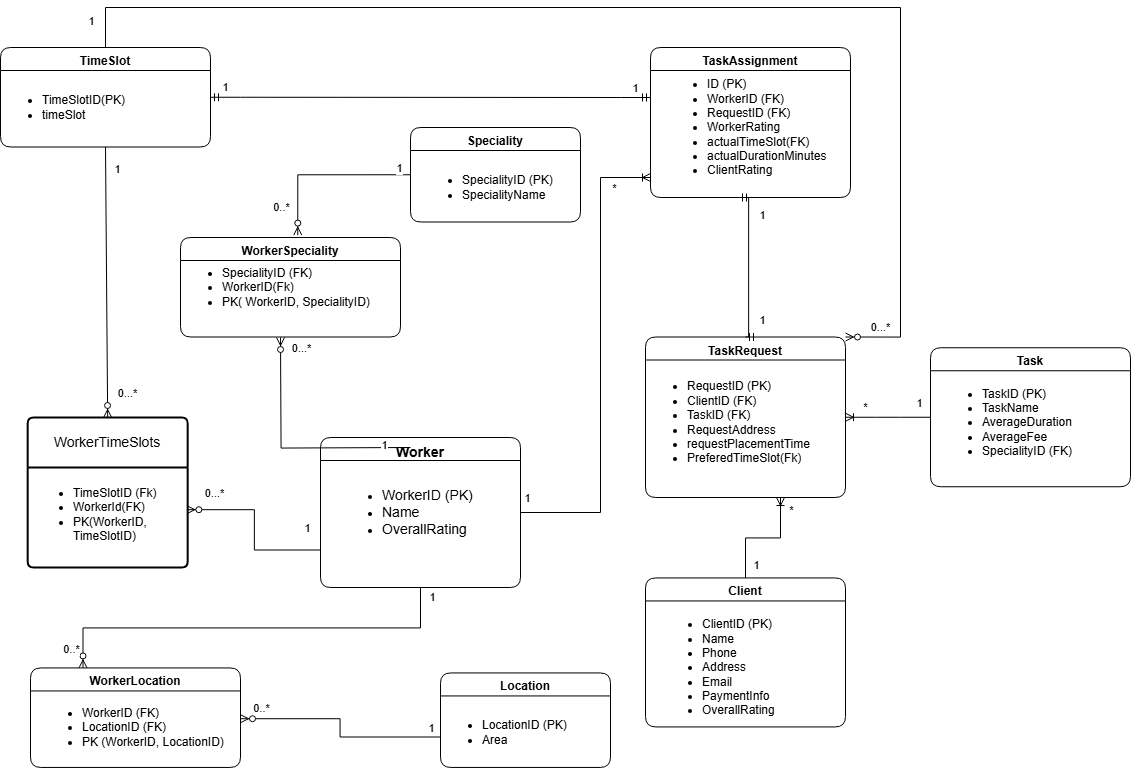 1
TimeSlot
TimeSlotID(PK)
timeSlot
1
1
TaskAssignment
ID (PK)
WorkerID (FK)
RequestID (FK)
WorkerRating
actualTimeSlot(FK)
actualDurationMinutes
ClientRating
1
Speciality
SpecialityID (PK)
SpecialityName
1
0..*
*
1
WorkerSpeciality
SpecialityID (FK)
WorkerID(Fk)
PK( WorkerID, SpecialityID)
0...*
1
0...*
TaskRequest
RequestID (PK)
ClientID (FK)
TaskID (FK)
RequestAddress
requestPlacementTime
PreferedTimeSlot(Fk)
*
1
Task
TaskID (PK)
TaskName
AverageDuration
AverageFee
SpecialityID (FK)
0...*
WorkerTimeSlots
TimeSlotID (Fk)
WorkerId(FK)
PK(WorkerID,
TimeSlotID)
0...*
1
1
Worker
WorkerID (PK)
Name
OverallRating
1
*
1
Client
ClientID (PK)
Name
Phone
Address
Email
PaymentInfo
OverallRating
1
0..*
WorkerLocation
WorkerID (FK)
LocationID (FK)
PK (WorkerID, LocationID)
0..*
1
Location
LocationID (PK)
Area